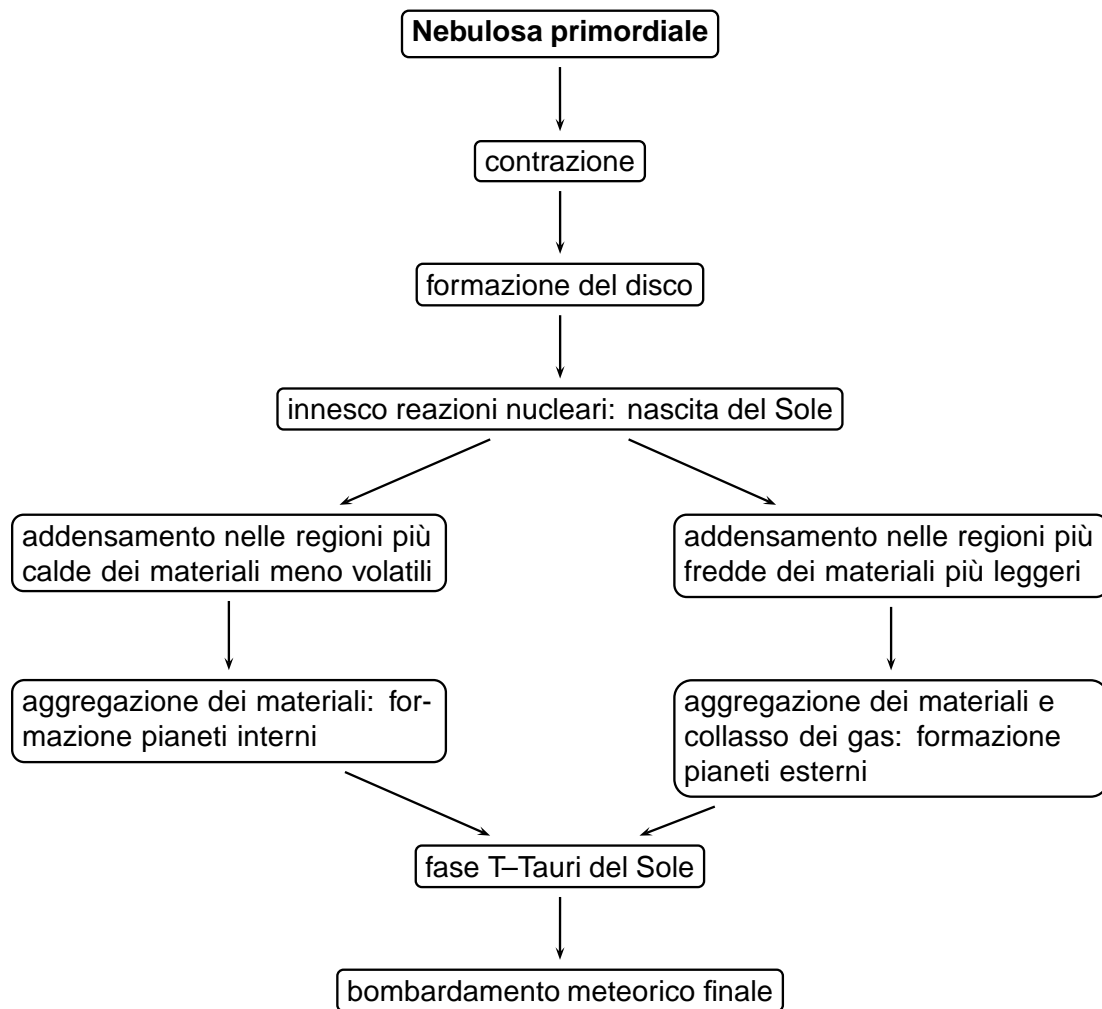 Nebulosa primordiale
contrazione
formazione del disco
innesco reazioni nucleari: nascita del Sole
addensamento nelle regioni più
calde dei materiali meno volatili
addensamento nelle regioni più
fredde dei materiali più leggeri
aggregazione dei materiali: for-
mazione pianeti interni
aggregazione dei materiali e
collasso dei gas: formazione
pianeti esterni
fase T–Tauri del Sole
bombardamento meteorico finale